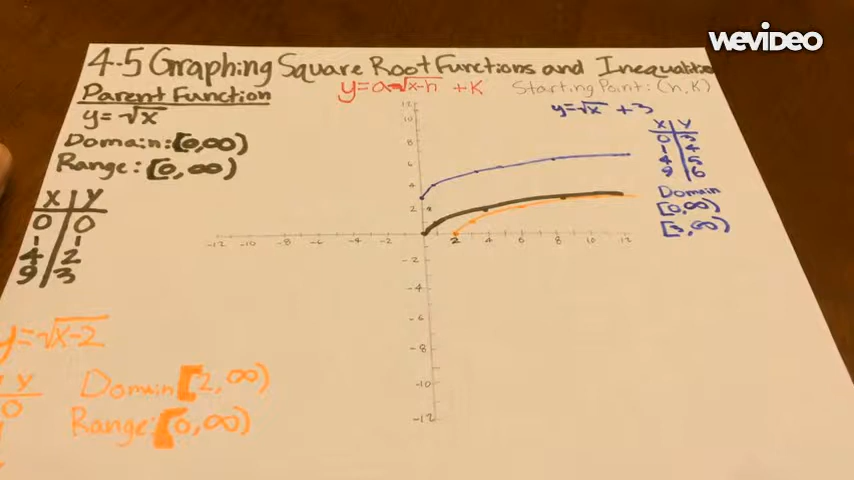 WEVIDEO
4.5 Graphing Square Root Functions and Inequalities
Parent Function
y = √x
Domain: [0,∞)
Range: [0,∞)
X | Y
0 | 0
1 | 1
4 | 2
9 | 3
y = a√x-h + K
Starting Point: (h, K)
y = √x + 3
X | Y
0 | 3
1 | 4
4 | 5
9 | 6
Domain
[0,∞)
[3,∞)
12
10
8
6
4
2
-12 -10 -8 -6 -4 -2 2 4 6 8 10 12
-2
-4
-8
-10
-12
y = √x-2
Y
0
Domain [2,∞)
Range: [0,∞)